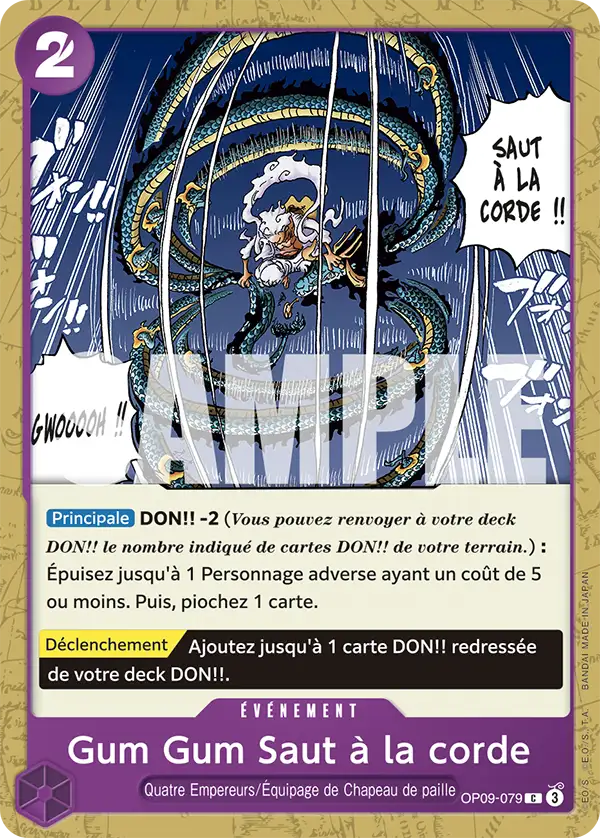 2
SAUT
À LA
CORDE !!
GWOOOOH !!
SAMPLE
Principale DON!! -2 (Vous pouvez renvoyer à votre deck
DON!! le nombre indiqué de cartes DON!! de votre terrain.) :
Épuisez jusqu'à 1 Personnage adverse ayant un coût de 5
ou moins. Puis, piochez 1 carte.
Déclenchement Ajoutez jusqu'à 1 carte DON!! redressée
de votre deck DON!!.
ÉVÉNEMENT
Gum Gum Saut à la corde
Quatre Empereurs/Équipage de Chapeau de paille
OP09-079 C 3
©E.O./S., T.A. BANDAI MADE IN JAPAN